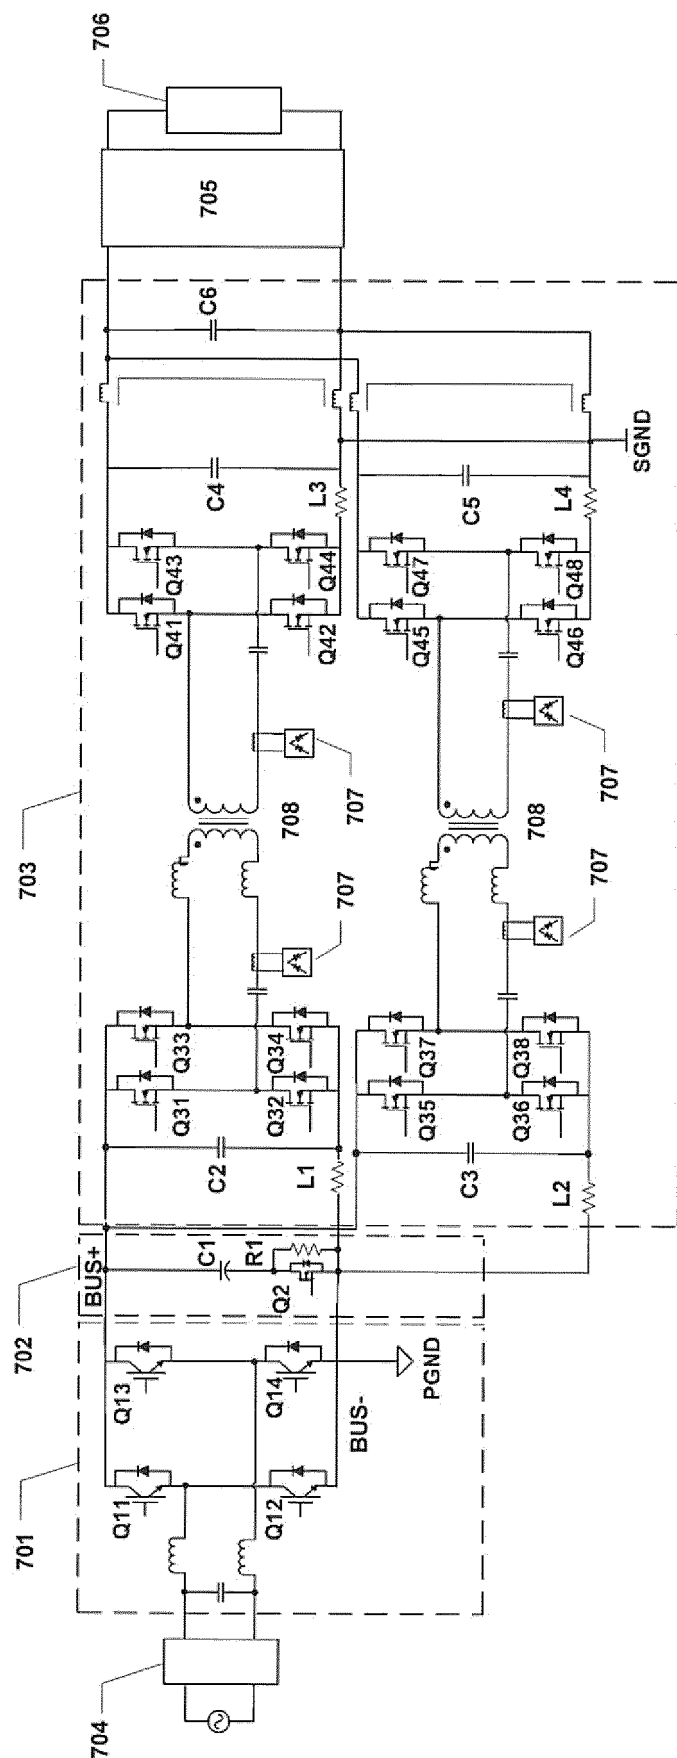 706
705
C6
SGND
C4
L3
C5
L4
Q43
Q44
Q47
Q48
Q41
Q42
Q45
Q46
707
707
703
708
708
707
707
Q33
Q34
Q37
Q38
Q31
Q32
Q35
Q36
C2
L1
C3
L2
702
BUS+
C1
R1
Q2
Q13
Q14
PGND
BUS-
701
Q11
Q12
704